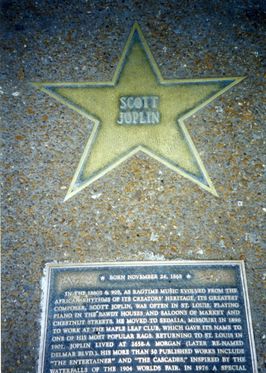 SCOTT
JOPLIN
★ BORN NOVEMBER 24, 1868 ★
IN THE 1880S & 90S, AS RAGTIME MUSIC EVOLVED FROM THE
AFRICAN RHYTHMS OF ITS CREATORS' HERITAGE, ITS GREATEST
COMPOSER, SCOTT JOPLIN, WAS OFTEN IN ST. LOUIS, PLAYING
PIANO IN THE BAWDY HOUSES AND SALOONS OF MARKET AND
CHESTNUT STREETS. HE MOVED TO SEDALIA, MISSOURI IN 1896
TO WORK AT THE MAPLE LEAF CLUB, WHICH GAVE ITS NAME TO
ONE OF HIS MOST POPULAR RAGS. RETURNING TO ST. LOUIS IN
1901, JOPLIN LIVED AT 2658-A MORGAN (LATER RE-NAMED
DELMAR BLVD.). HIS MORE THAN 50 PUBLISHED WORKS INCLUDE
"THE ENTERTAINER" AND "THE CASCADES," INSPIRED BY THE
WATERFALLS OF THE 1904 WORLDS FAIR. IN 1976 A SPECIAL